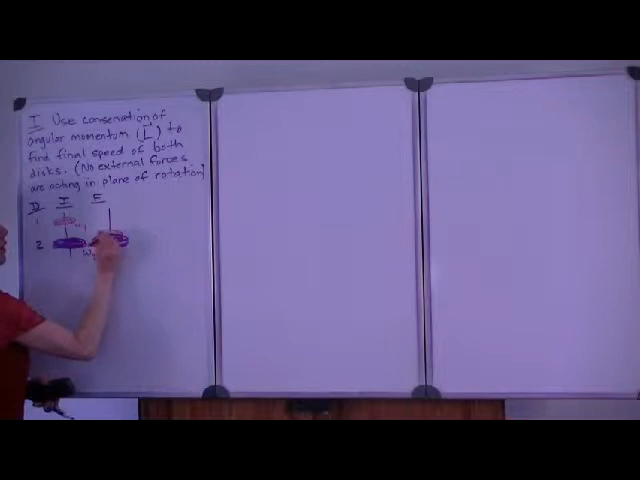 I Use conservation of
angular momentum (L) to
find final speed of both
disks. (No external forces
are acting in plane of rotation)
D I E
1
2